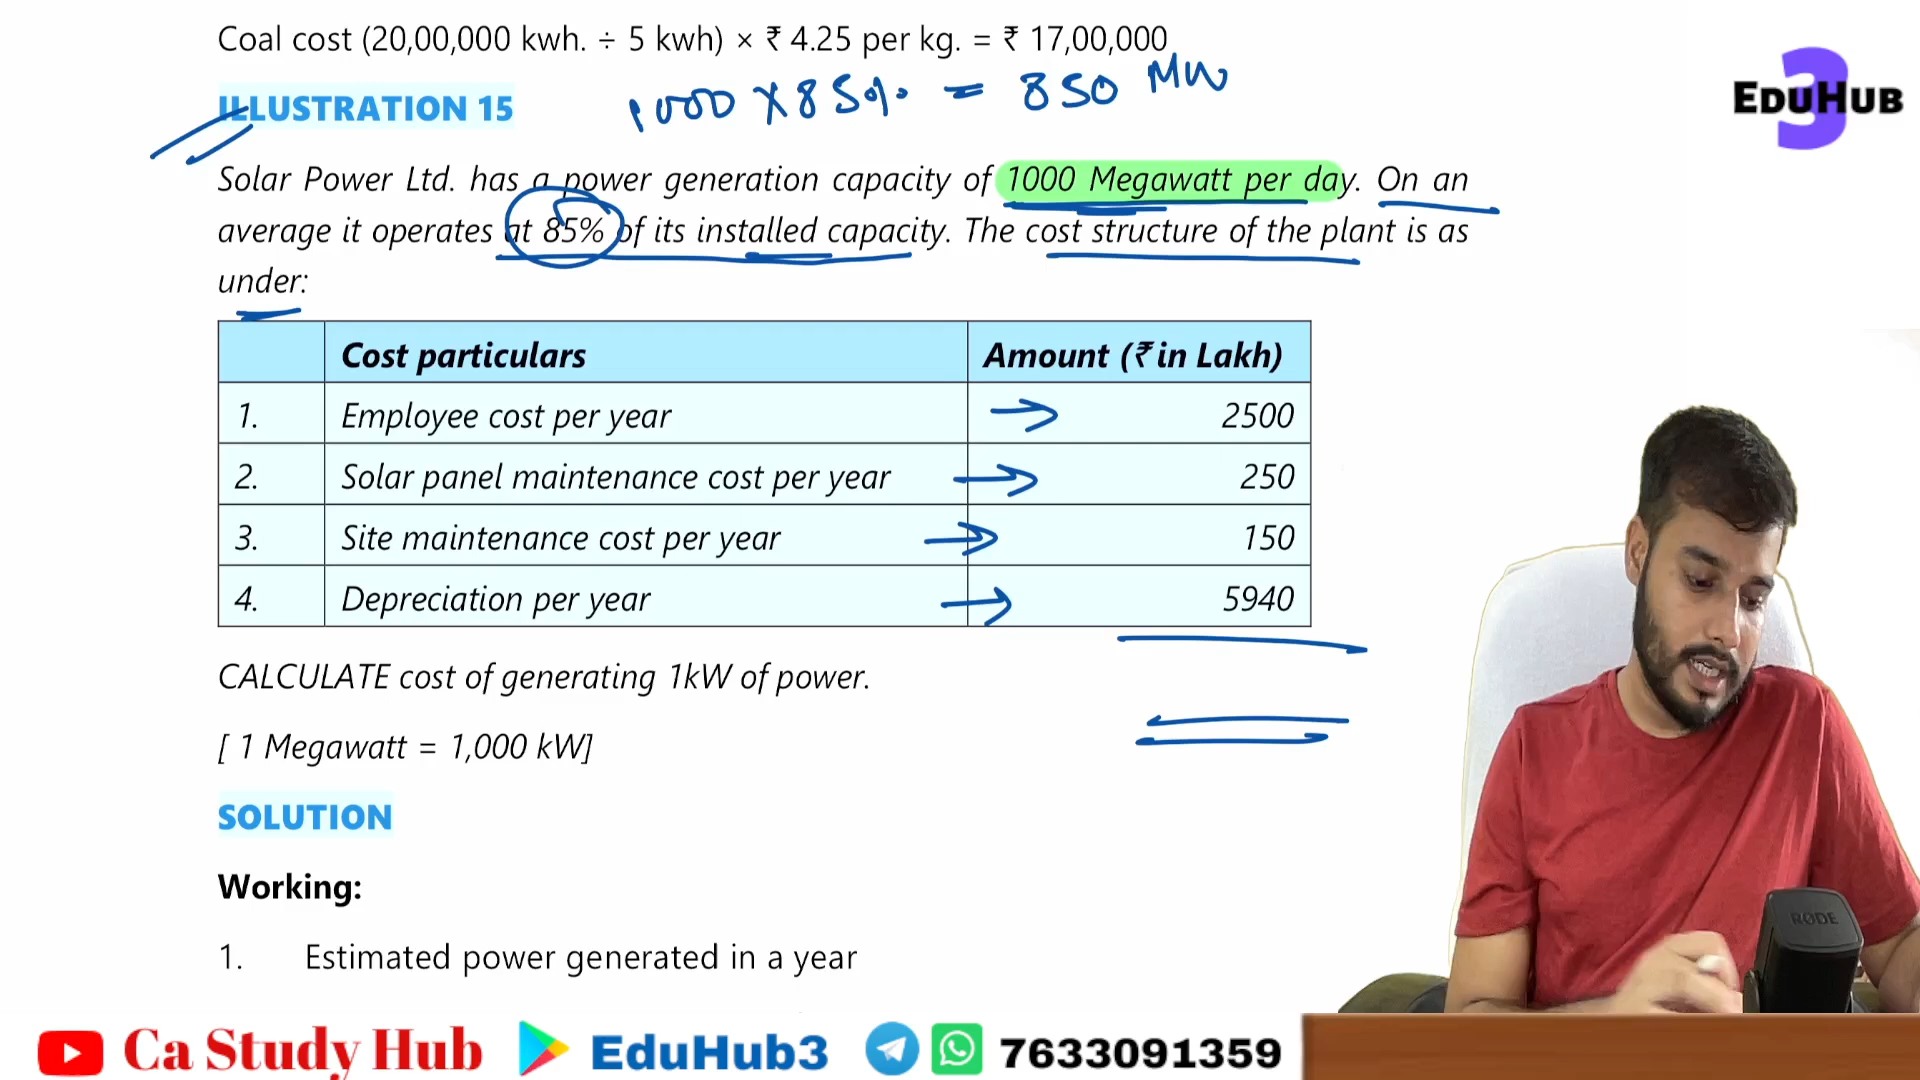 Coal cost (20,00,000 kwh. ÷ 5 kwh) × ₹ 4.25 per kg. = ₹ 17,00,000
1000 × 85% = 850 MW
ILLUSTRATION 15
3
EDUHUB
Solar Power Ltd. has a power generation capacity of 1000 Megawatt per day. On an
average it operates at 85% of its installed capacity. The cost structure of the plant is as
under:
Cost particulars Amount (₹ in Lakh)
1. Employee cost per year 2500
2. Solar panel maintenance cost per year 250
3. Site maintenance cost per year 150
4. Depreciation per year 5940
CALCULATE cost of generating 1kW of power.
[ 1 Megawatt = 1,000 kW]
SOLUTION
Working:
1. Estimated power generated in a year
RØDE
Ca Study Hub EduHub3 7633091359